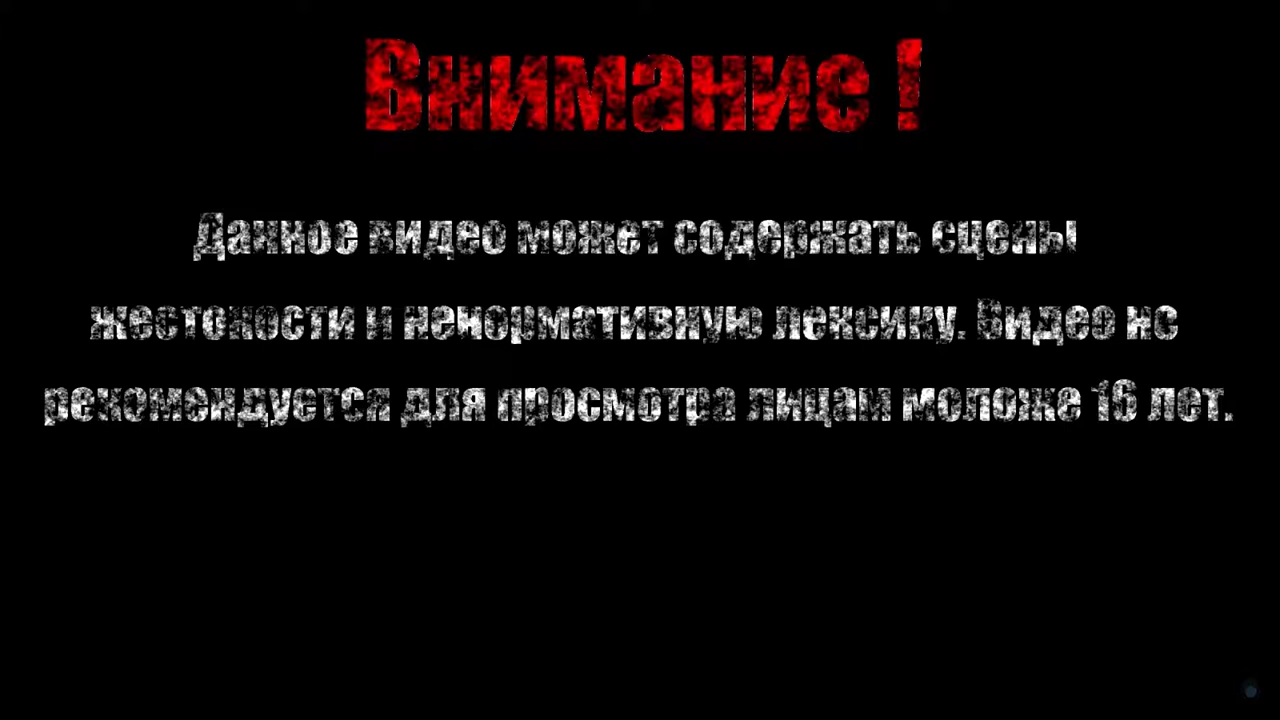 Внимание !
Данное видео может содержать сцены
жестокости и ненормативную лексику. Видео не
рекомендуется для просмотра лицам моложе 16 лет.